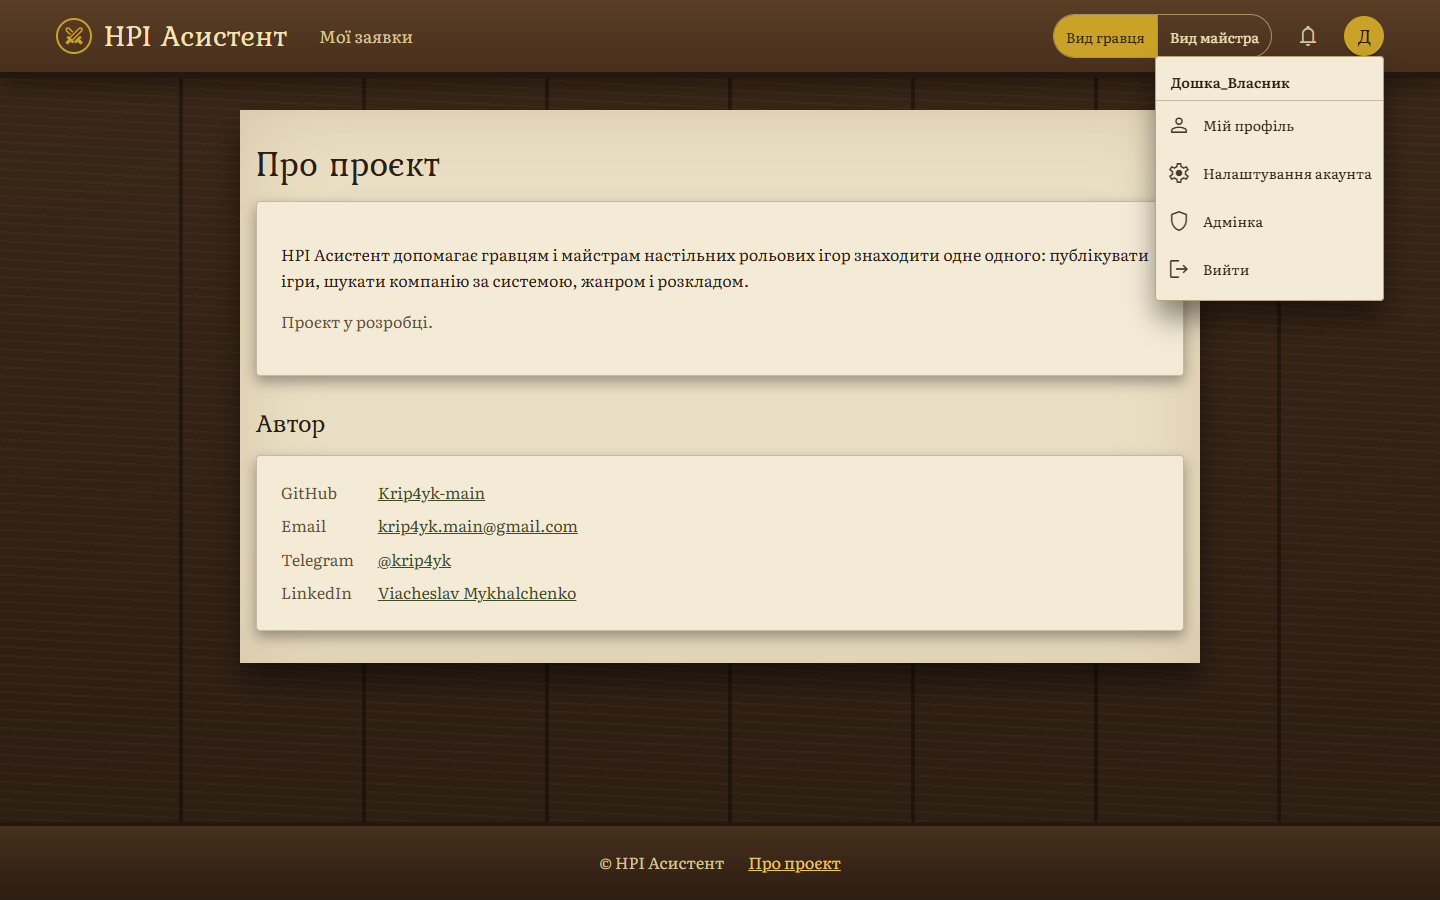 НРІ Асистент
Мої заявки
Вид гравця
Вид майстра
Д
Дошка_Власник
Мій профіль
Налаштування акаунта
Адмінка
Вийти
Про проєкт
НРІ Асистент допомагає гравцям і майстрам настільних рольових ігор знаходити одне одного: публікувати
ігри, шукати компанію за системою, жанром і розкладом.
Проєкт у розробці.
Автор
GitHub Krip4yk-main
Email krip4yk.main@gmail.com
Telegram @krip4yk
LinkedIn Viacheslav Mykhalchenko
© НРІ Асистент Про проєкт